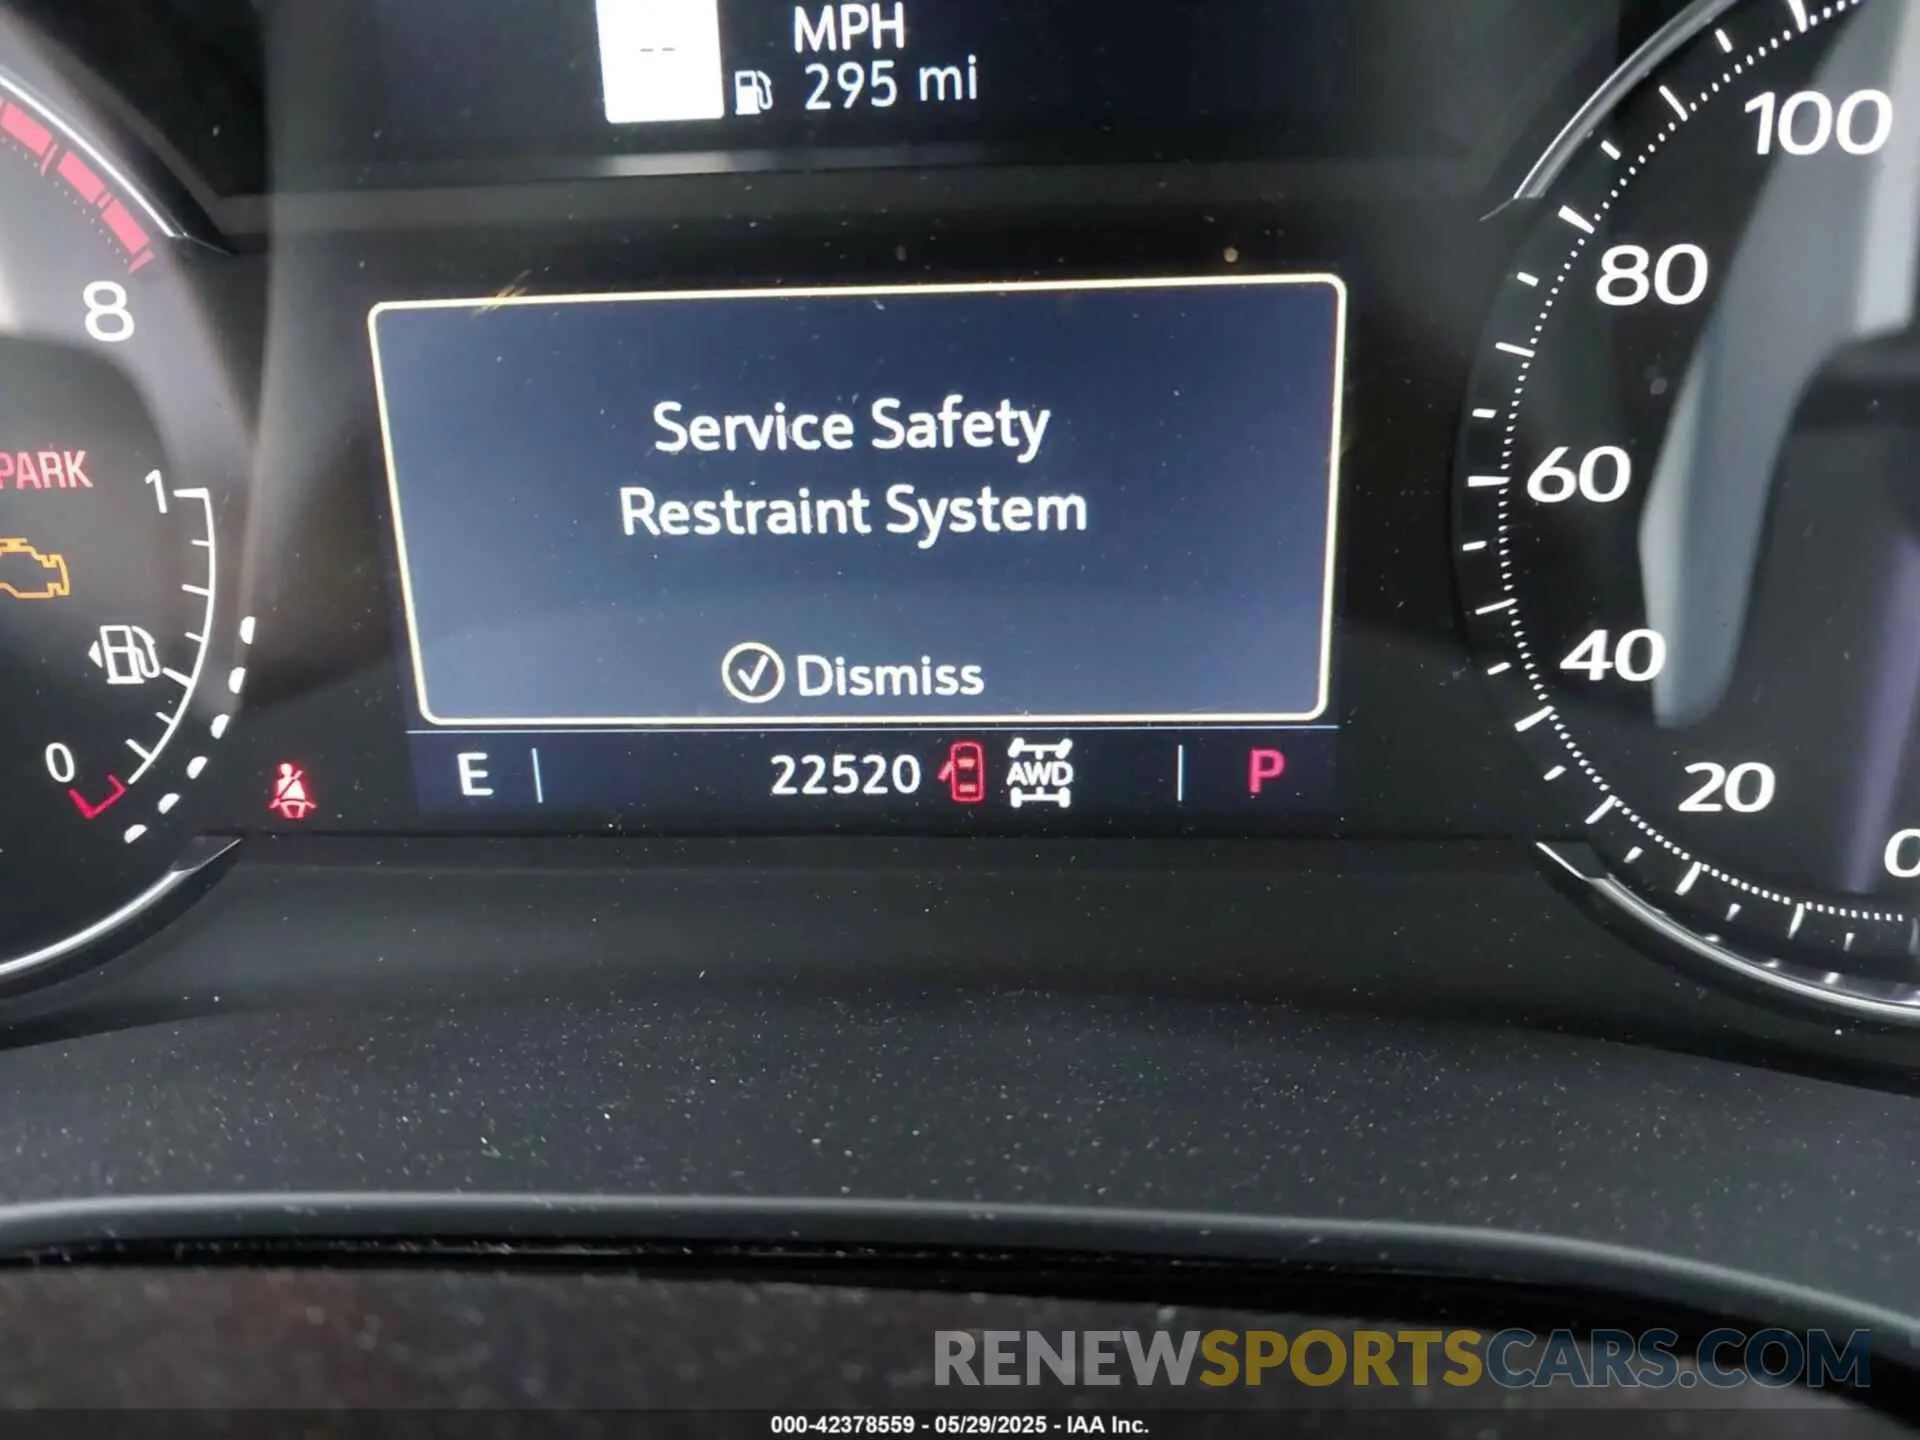 --
MPH
295 mi
100
80
60
40
20
0
8
PARK
1
0
Service Safety
Restraint System
Dismiss
E
22520
AWD
P
RENEWSPORTSCARS.COM
000-42378559 - 05/29/2025 - IAA Inc.